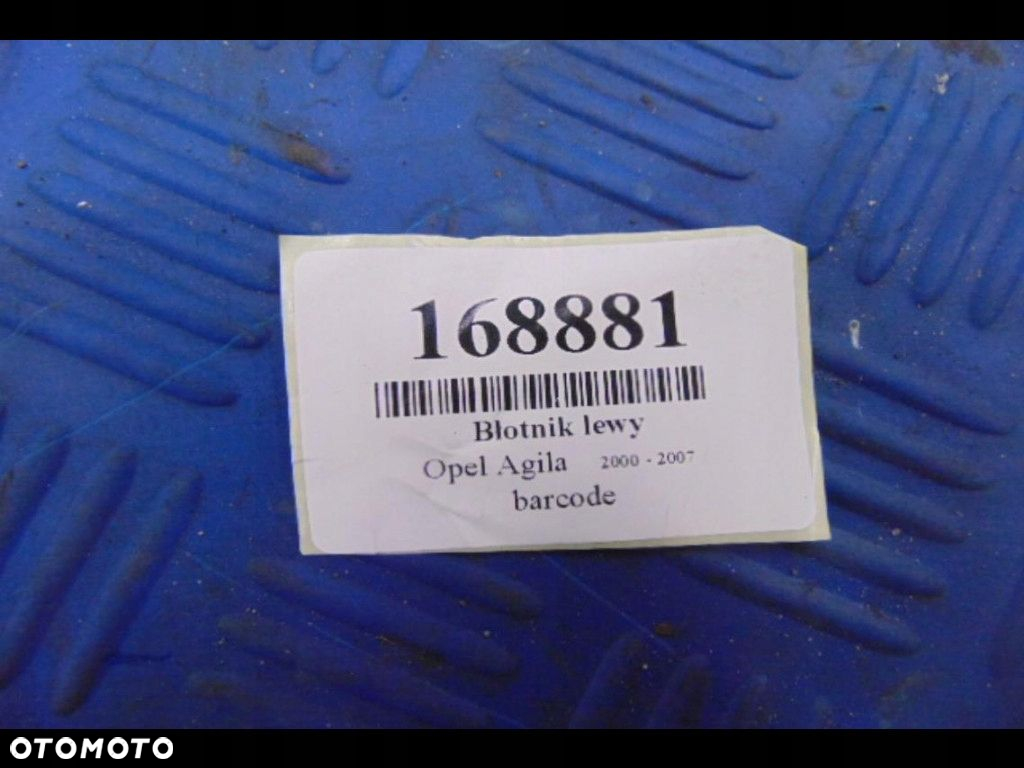 168881
Błotnik lewy
Opel Agila 2000 - 2007
barcode
OTOMOTO